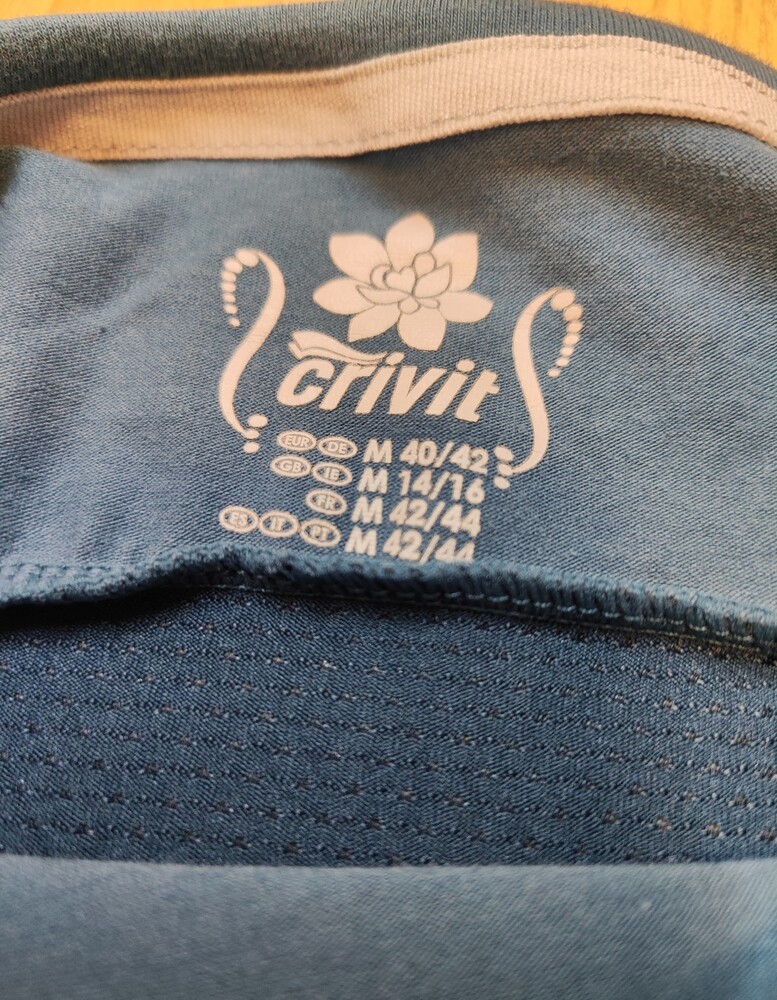 crivit
EUR DE M 40/42
GB IE M 14/16
FR M 42/44
ES IT PT M 42/44